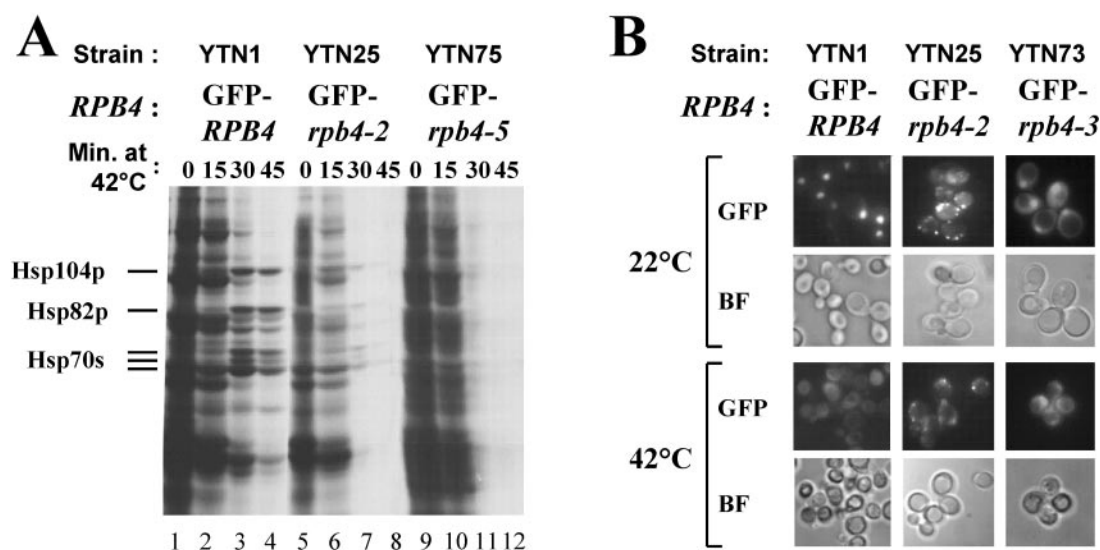 A
Strain : YTN1 YTN25 YTN75
RPB4 : GFP-RPB4 GFP-rpb4-2 GFP-rpb4-5
Min. at 42°C : 0 15 30 45 0 15 30 45 0 15 30 45
Hsp104p
Hsp82p
Hsp70s
1 2 3 4 5 6 7 8 9 10 11 12
B
Strain: YTN1 YTN25 YTN73
RPB4 : GFP-RPB4 GFP-rpb4-2 GFP-rpb4-3
22°C
GFP
BF
42°C
GFP
BF